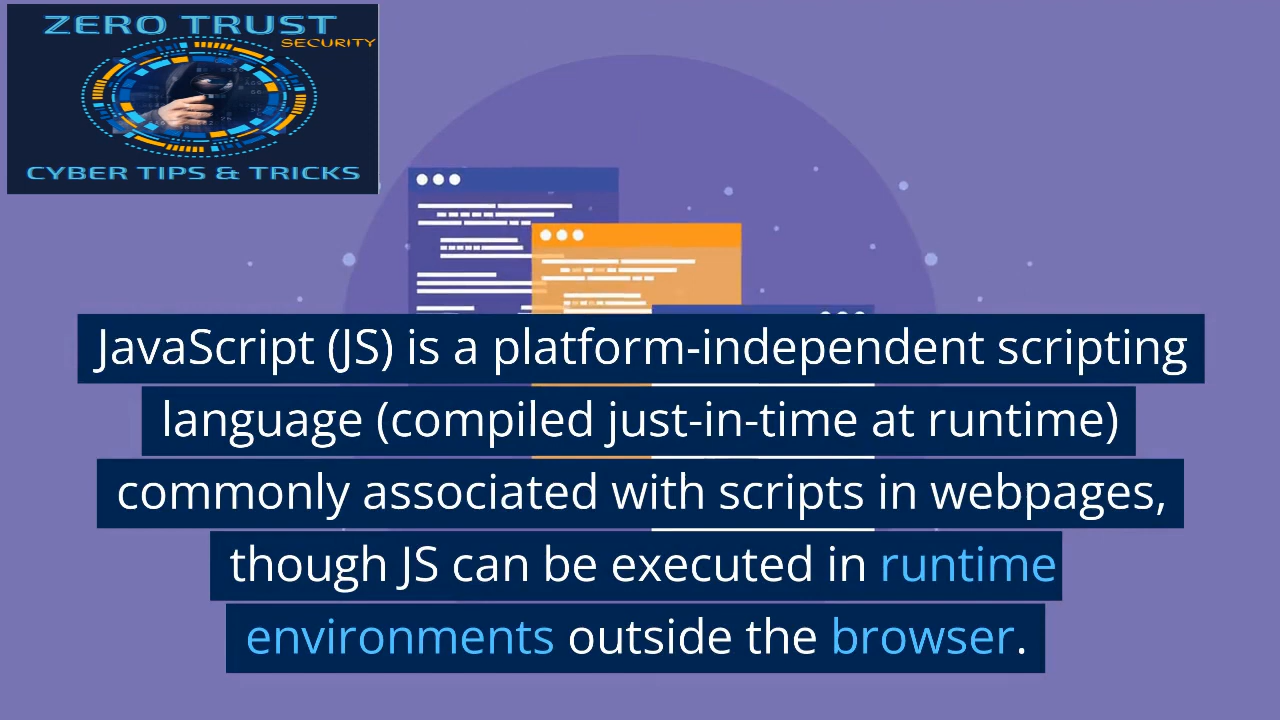 ZERO TRUST
SECURITY
CYBER TIPS & TRICKS
JavaScript (JS) is a platform-independent scripting
language (compiled just-in-time at runtime)
commonly associated with scripts in webpages,
though JS can be executed in runtime
environments outside the browser.